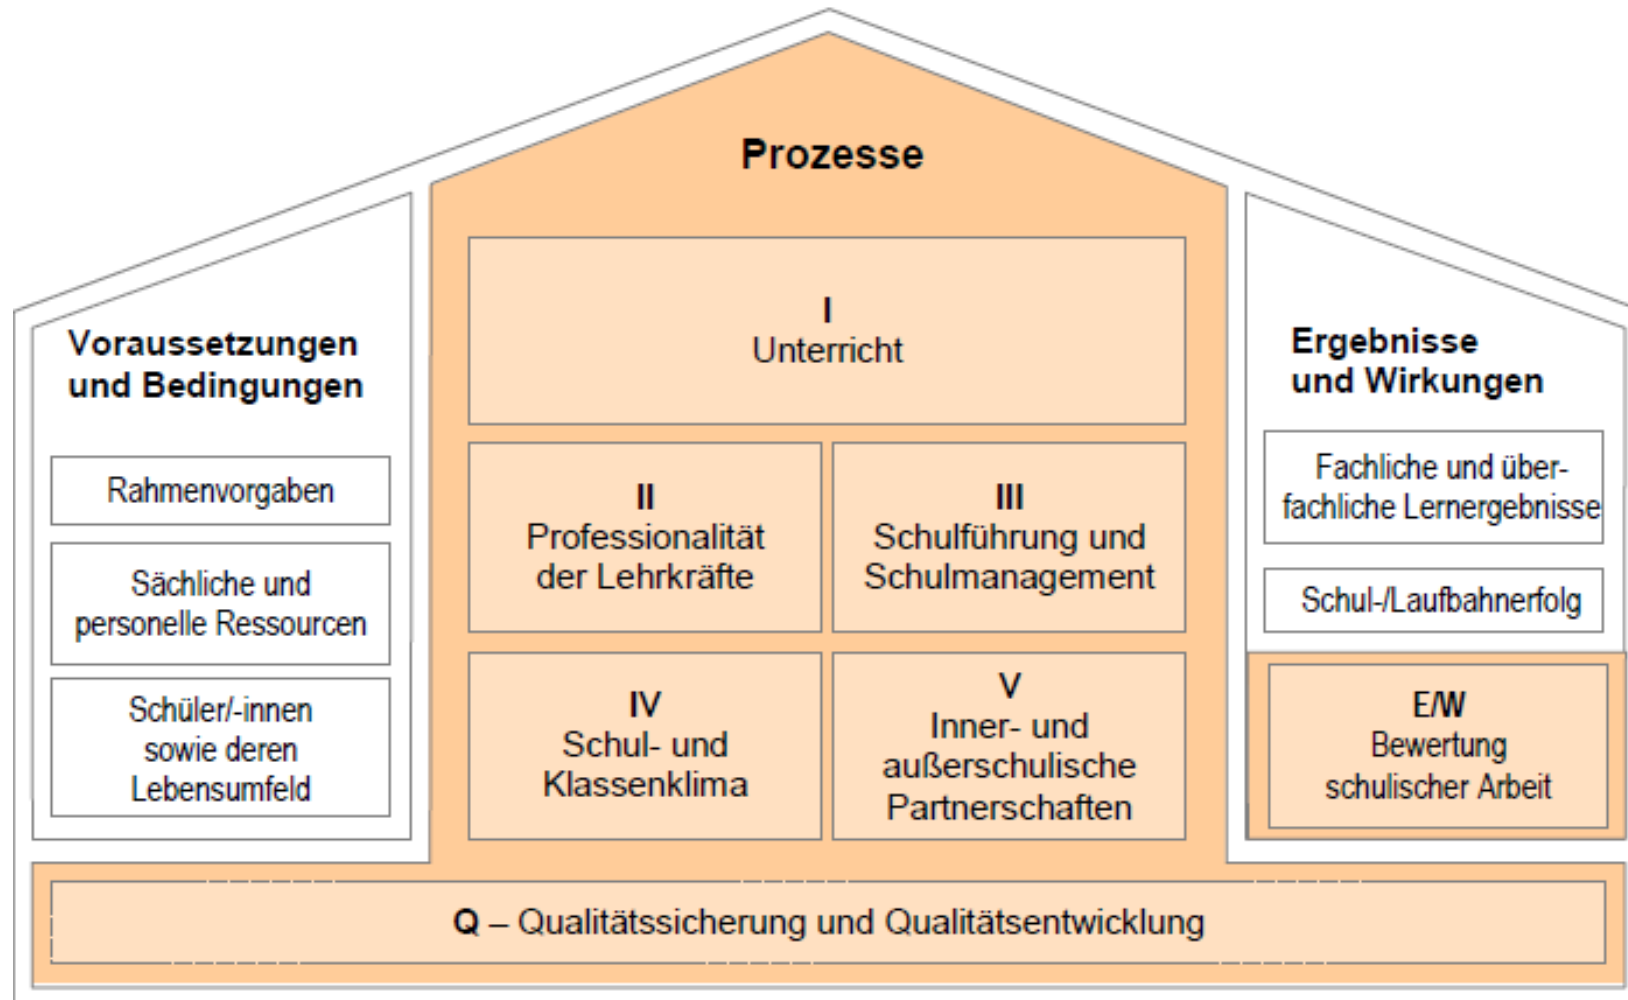 Prozesse
Voraussetzungen
und Bedingungen
Rahmenvorgaben
Sächliche und
personelle Ressourcen
Schüler/-innen
sowie deren
Lebensumfeld
I
Unterricht
II
Professionalität
der Lehrkräfte
III
Schulführung und
Schulmanagement
IV
Schul- und
Klassenklima
V
Inner- und
außerschulische
Partnerschaften
Ergebnisse
und Wirkungen
Fachliche und über-
fachliche Lernergebnisse
Schul-/Laufbahnerfolg
E/W
Bewertung
schulischer Arbeit
Q – Qualitätssicherung und Qualitätsentwicklung